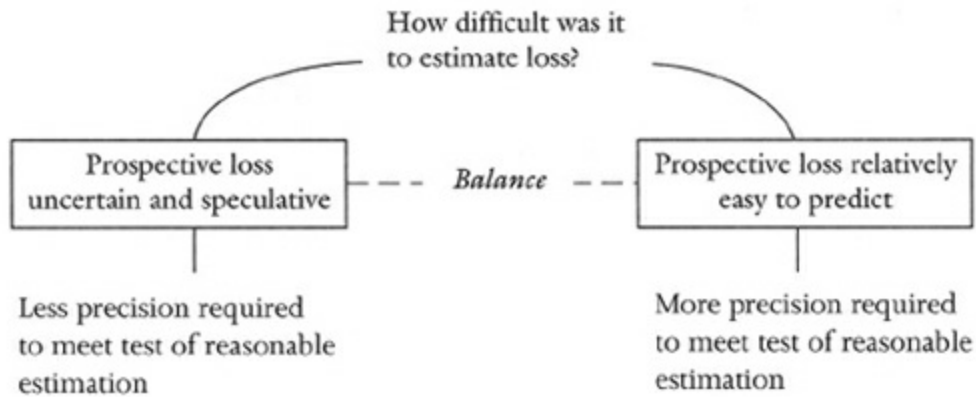 How difficult was it
to estimate loss?
Prospective loss
uncertain and speculative
Balance
Prospective loss relatively
easy to predict
Less precision required
to meet test of reasonable
estimation
More precision required
to meet test of reasonable
estimation